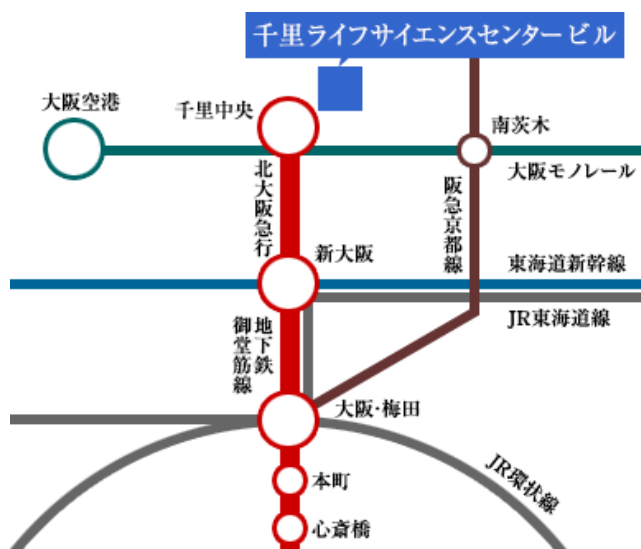 千里ライフサイエンスセンタービル
大阪空港
千里中央
南茨木
大阪モノレール
北大阪急行
阪急京都線
新大阪
東海道新幹線
JR東海道線
地下鉄
御堂筋線
大阪・梅田
JR環状線
本町
心斎橋